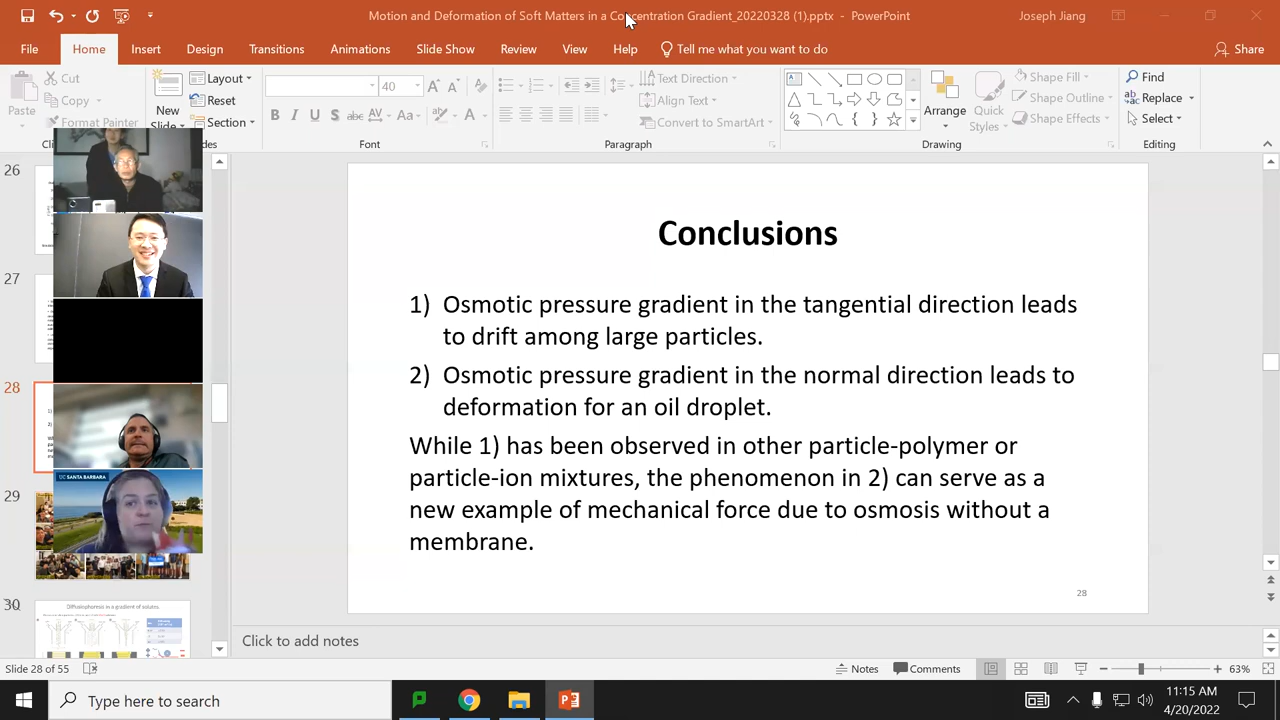 Motion and Deformation of Soft Matters in a Concentration Gradient_20220328 (1).pptx - PowerPoint
Joseph Jiang
File Home Insert Design Transitions Animations Slide Show Review View Help Tell me what you want to do Share
Paste
Cut
Copy
Format Painter
New
Slide
Layout
Reset
Section
40
Font
Text Direction
Align Text
Convert to SmartArt
Paragraph
Arrange
Quick
Styles
Shape Fill
Shape Outline
Shape Effects
Drawing
Find
Replace
Select
Editing
26
27
28
29
30
UC SANTA BARBARA
Diffusiophoresis in a gradient of solutes.
Conclusions
1) Osmotic pressure gradient in the tangential direction leads
to drift among large particles.
2) Osmotic pressure gradient in the normal direction leads to
deformation for an oil droplet.
While 1) has been observed in other particle-polymer or
particle-ion mixtures, the phenomenon in 2) can serve as a
new example of mechanical force due to osmosis without a
membrane.
28
Click to add notes
Slide 28 of 55
Notes
Comments
63%
Type here to search
11:15 AM
4/20/2022